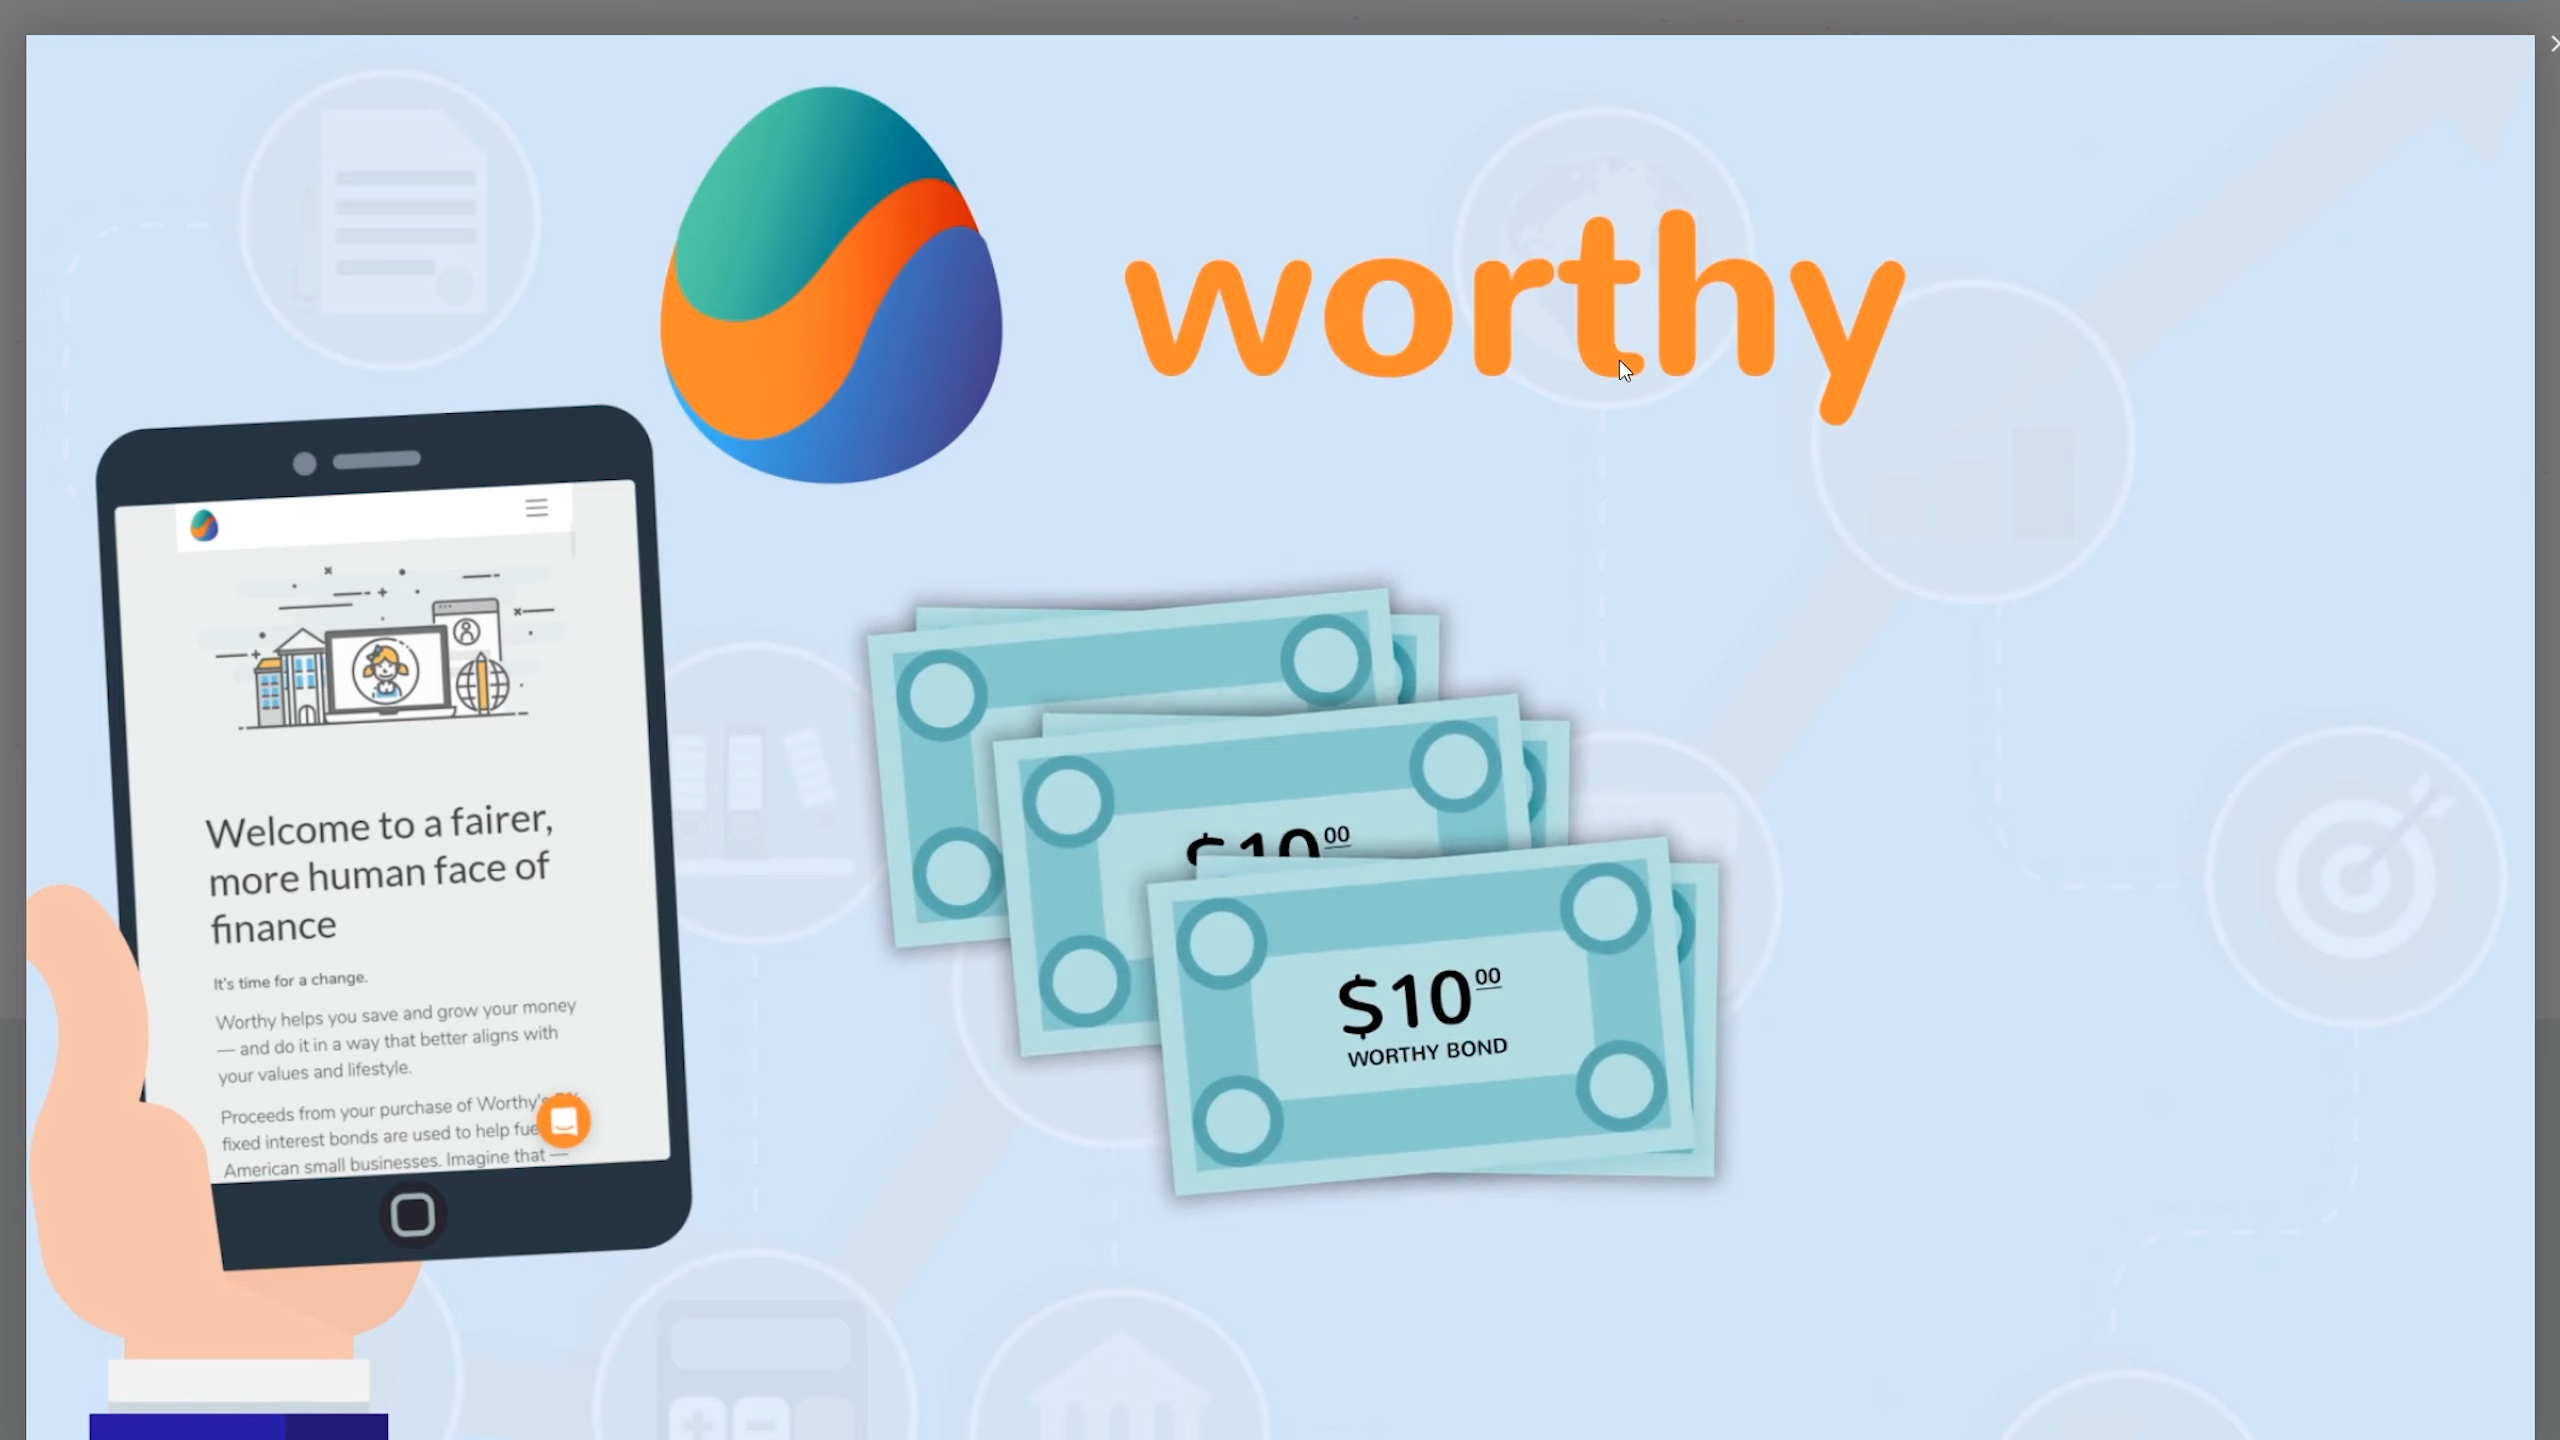 worthy
Welcome to a fairer,
more human face of
finance
It's time for a change.
Worthy helps you save and grow your money
— and do it in a way that better aligns with
your values and lifestyle.
Proceeds from your purchase of Worthy's
fixed interest bonds are used to help
American small businesses. Imagine that —
$10 00
$10 00
WORTHY BOND